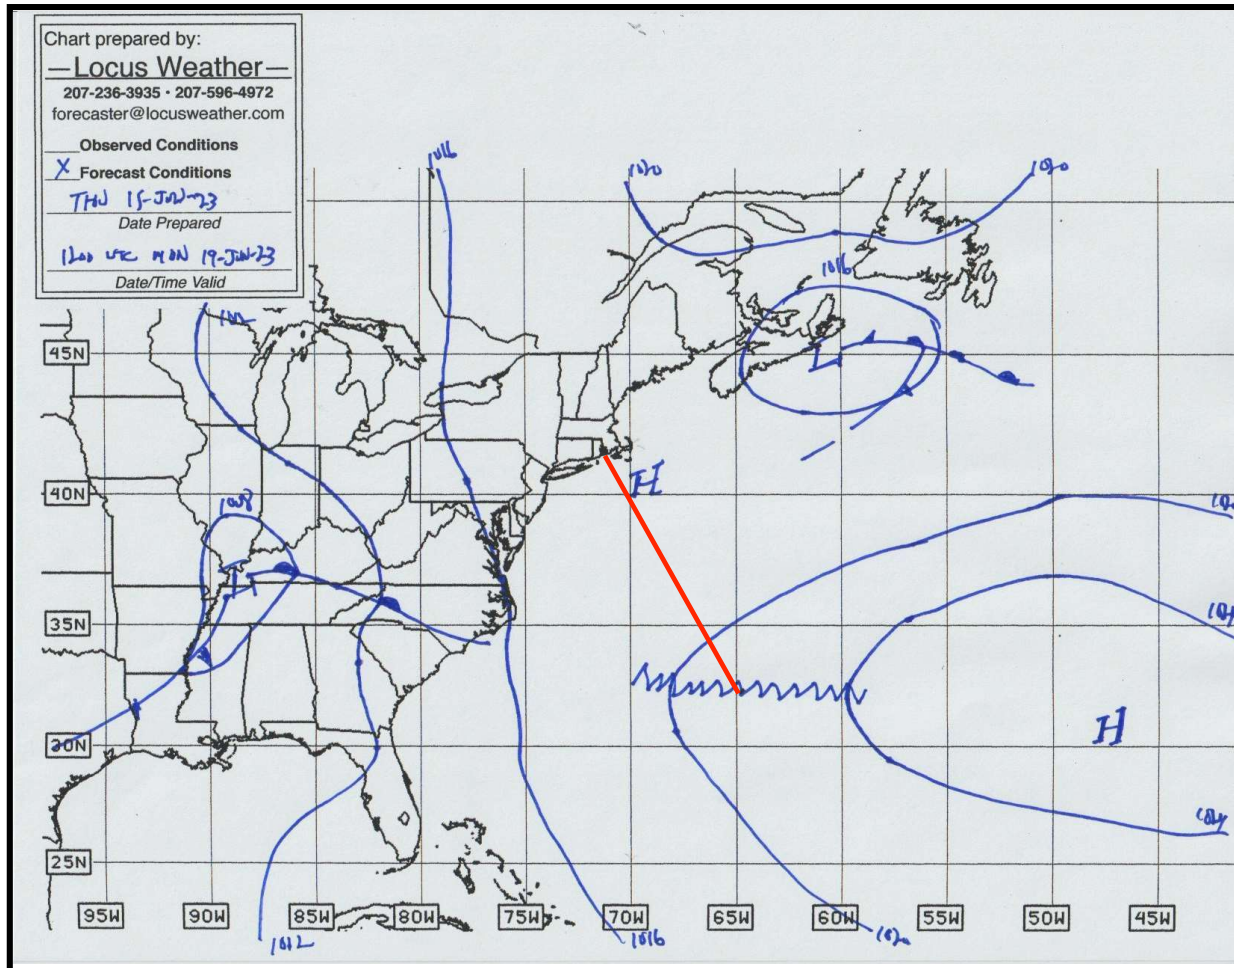 Chart prepared by:
—Locus Weather—
207-236-3935 • 207-596-4972
forecaster@locusweather.com
___Observed Conditions
X Forecast Conditions
THU 15-JUN-23
Date Prepared
1200 UTC MON 19-JUN-23
Date/Time Valid
1016
1020
1020
1016
L
45N
H
40N
1008
L
35N
H
30N
25N
95W
90W
85W
80W
75W
70W
65W
60W
55W
50W
45W
1012
1016
1020
1024